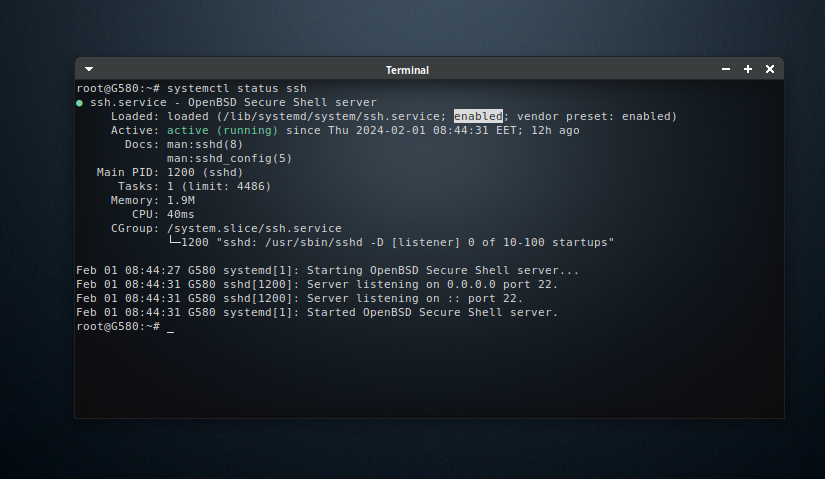 Terminal
root@G580:~# systemctl status ssh
● ssh.service - OpenBSD Secure Shell server
     Loaded: loaded (/lib/systemd/system/ssh.service; enabled; vendor preset: enabled)
     Active: active (running) since Thu 2024-02-01 08:44:31 EET; 12h ago
       Docs: man:sshd(8)
             man:sshd_config(5)
   Main PID: 1200 (sshd)
      Tasks: 1 (limit: 4486)
     Memory: 1.9M
        CPU: 40ms
     CGroup: /system.slice/ssh.service
             └─1200 "sshd: /usr/sbin/sshd -D [listener] 0 of 10-100 startups"
Feb 01 08:44:27 G580 systemd[1]: Starting OpenBSD Secure Shell server...
Feb 01 08:44:31 G580 sshd[1200]: Server listening on 0.0.0.0 port 22.
Feb 01 08:44:31 G580 sshd[1200]: Server listening on :: port 22.
Feb 01 08:44:31 G580 systemd[1]: Started OpenBSD Secure Shell server.
root@G580:~# _